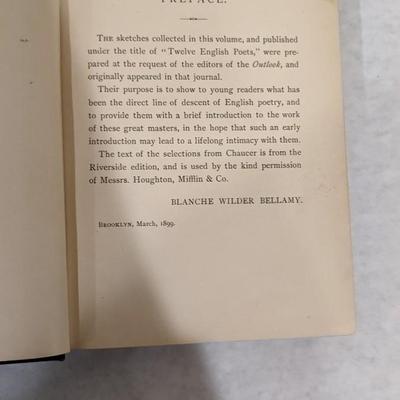 PREFACE.
THE sketches collected in this volume, and published
under the title of "Twelve English Poets," were pre-
pared at the request of the editors of the Outlook, and
originally appeared in that journal.
Their purpose is to show to young readers what has
been the direct line of descent of English poetry, and
to provide them with a brief introduction to the work
of these great masters, in the hope that such an early
introduction may lead to a lifelong intimacy with them.
The text of the selections from Chaucer is from the
Riverside edition, and is used by the kind permission
of Messrs. Houghton, Mifflin & Co.
BLANCHE WILDER BELLAMY.
BROOKLYN, March, 1899.